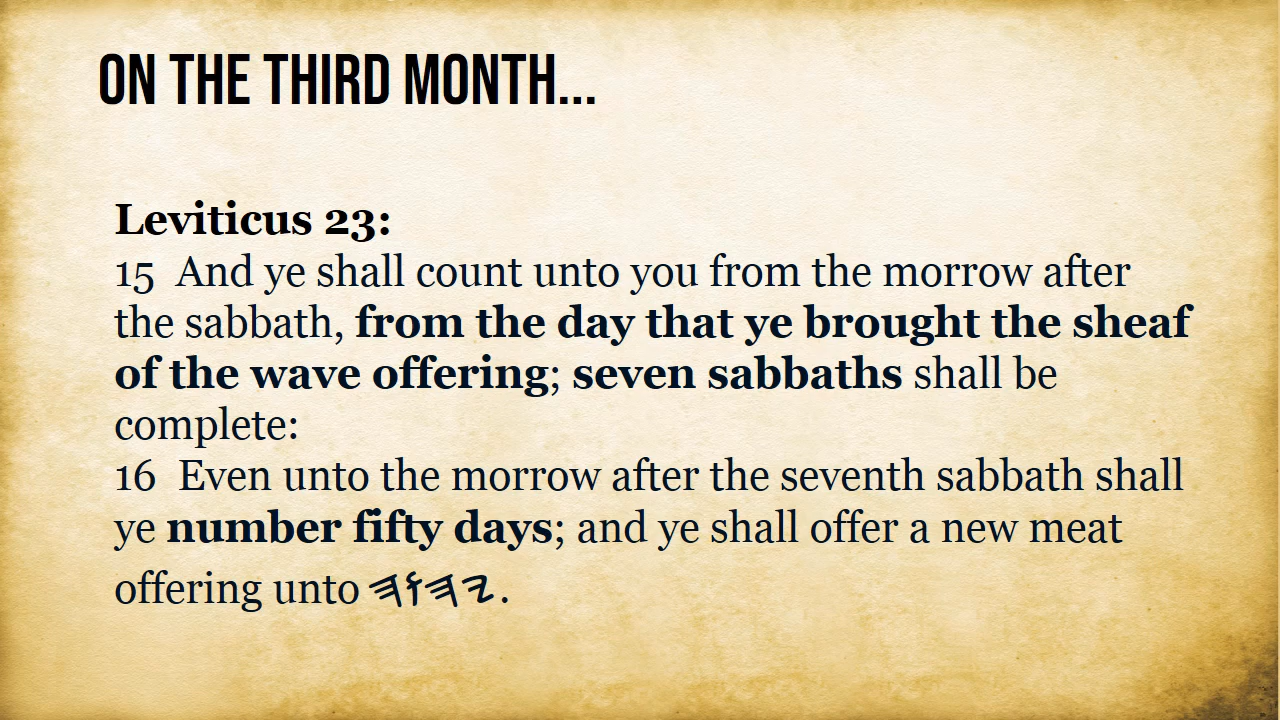 ON THE THIRD MONTH...
Leviticus 23:
15 And ye shall count unto you from the morrow after
the sabbath, from the day that ye brought the sheaf
of the wave offering; seven sabbaths shall be
complete:
16 Even unto the morrow after the seventh sabbath shall
ye number fifty days; and ye shall offer a new meat
offering unto 𐤉𐤄𐤅𐤄.